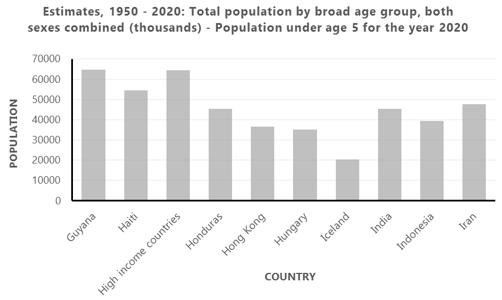 Estimates, 1950 - 2020: Total population by broad age group, both
sexes combined (thousands) - Population under age 5 for the year 2020
70000
60000
50000
40000
30000
20000
10000
0
POPULATION
Guyana
Haiti
High income countries
Honduras
Hong Kong
Hungary
Iceland
India
Indonesia
Iran
COUNTRY